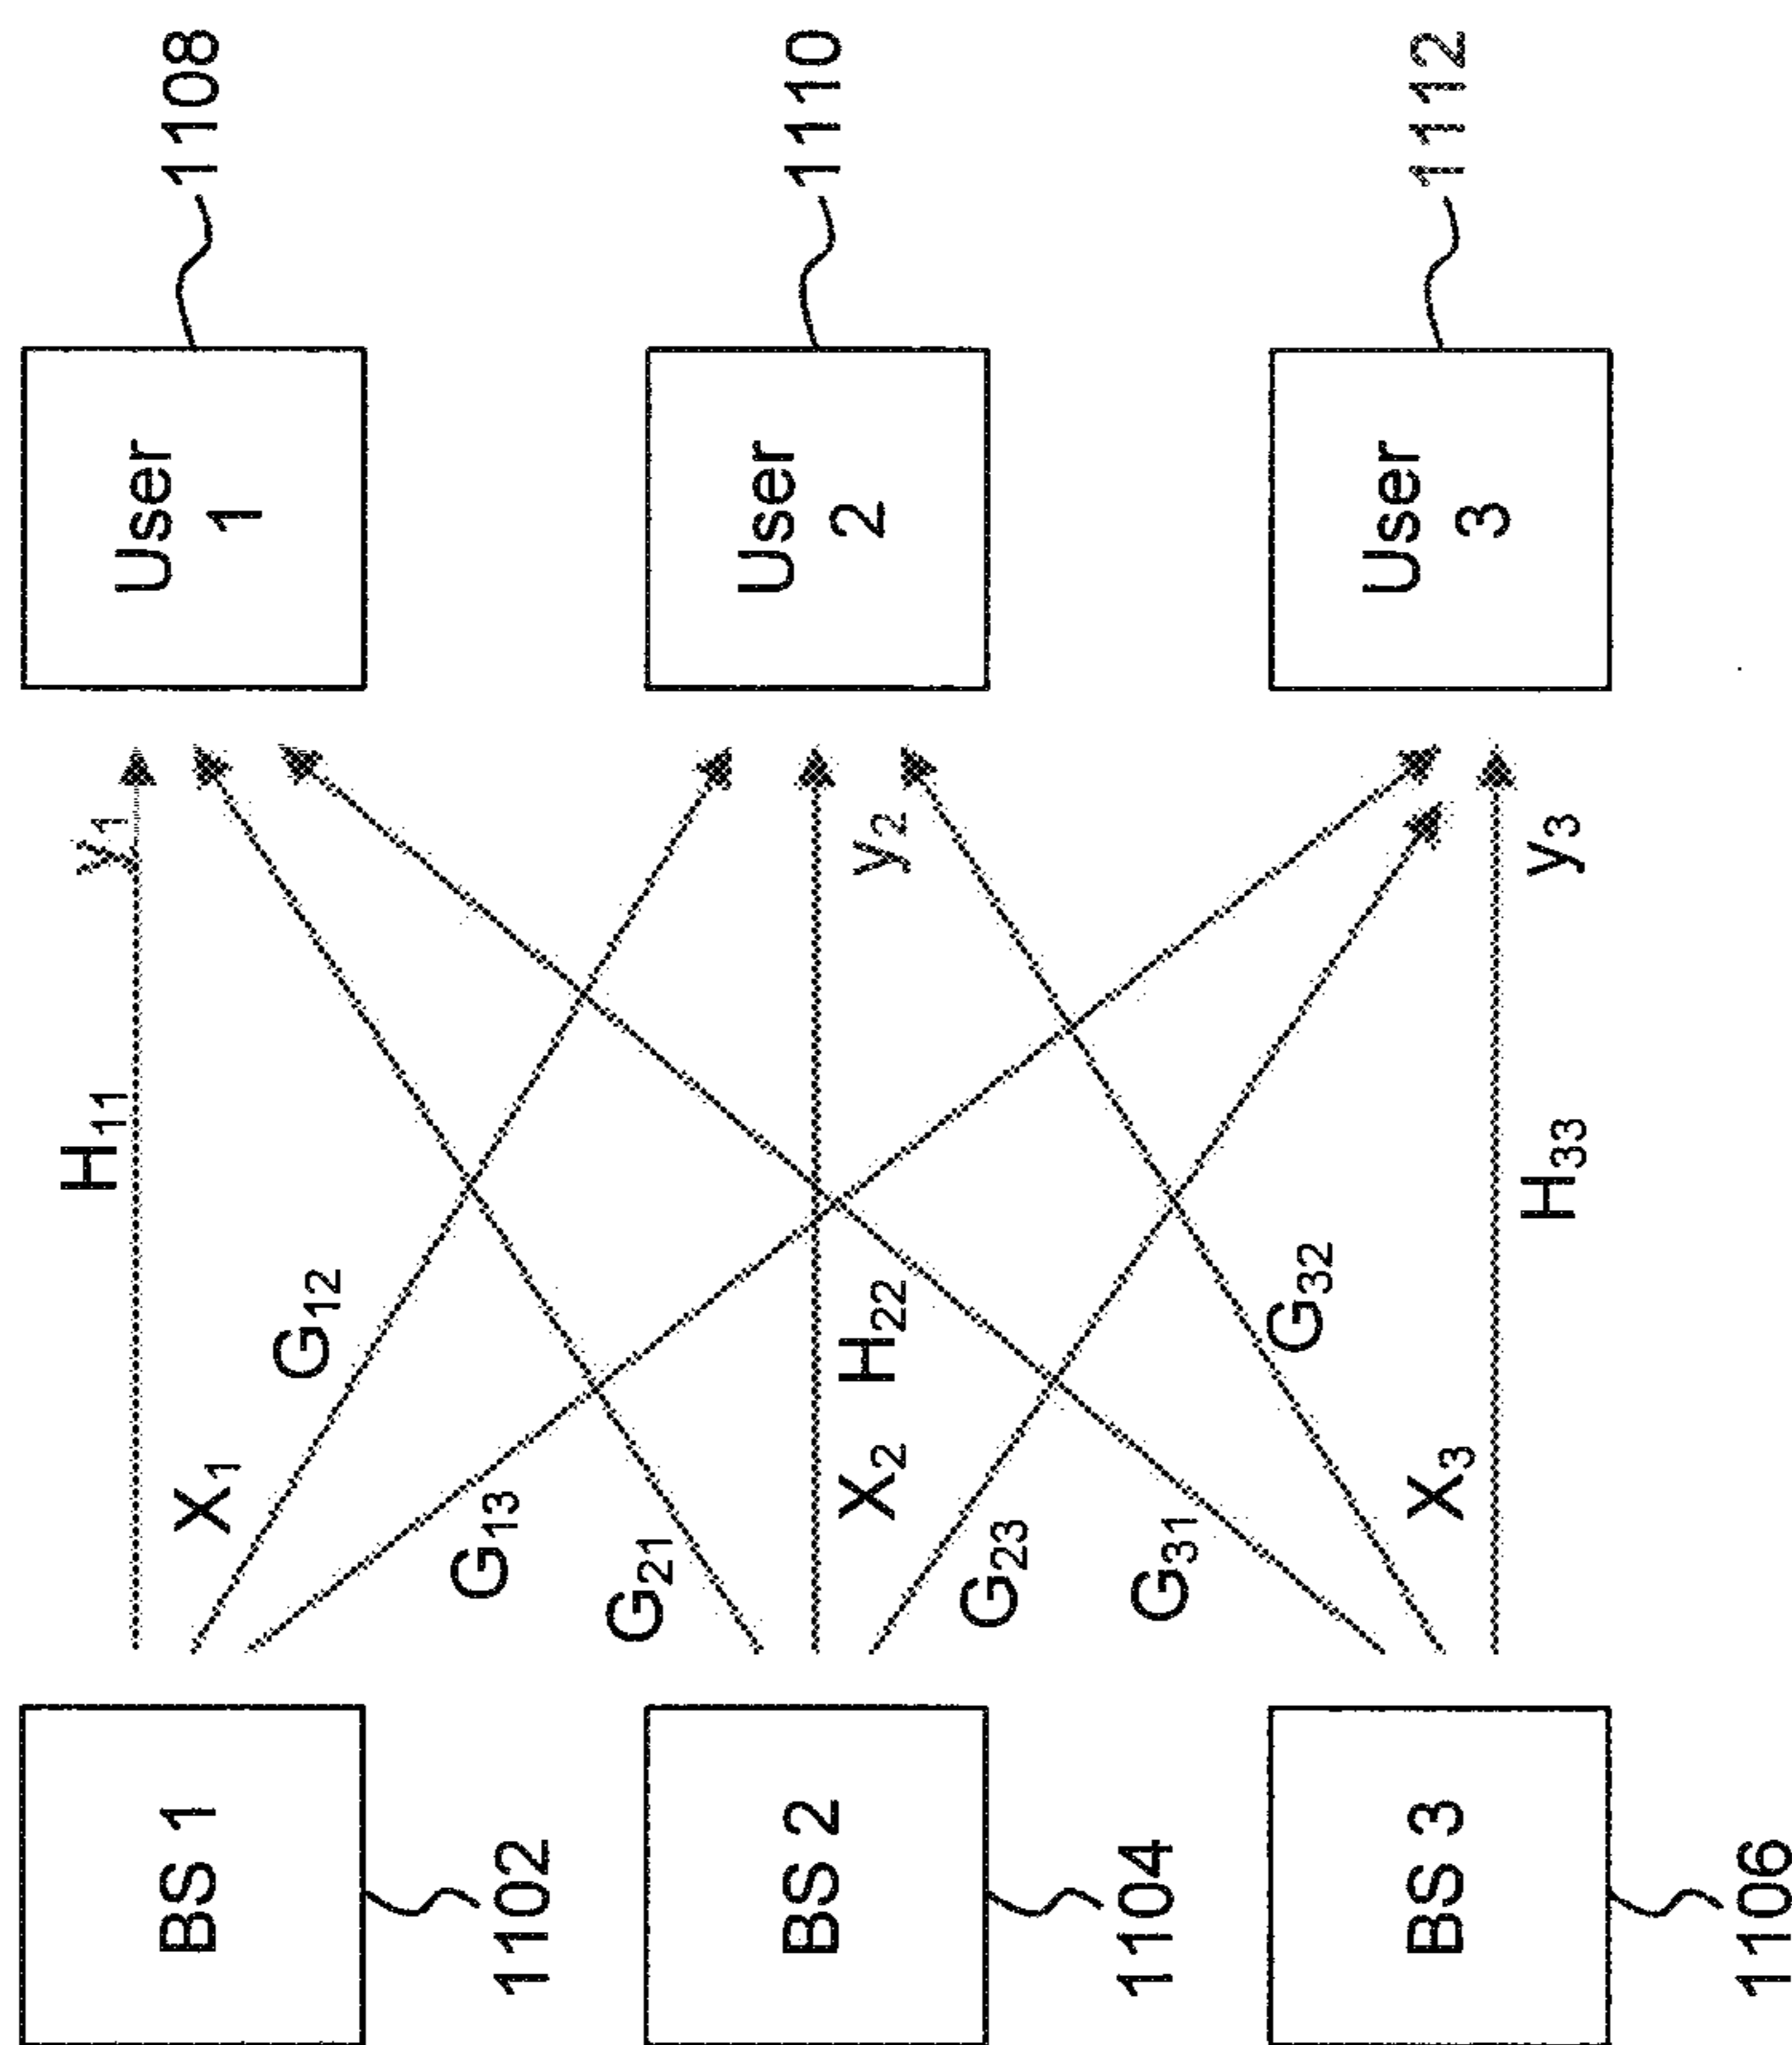 BS 1
1102
BS 2
1104
BS 3
1106
X₁
H₁₁
y₁
G₁₂
G₁₃
G₂₁
X₂
H₂₂
y₂
G₂₃
G₃₁
G₃₂
X₃
H₃₃
y₃
User
1
1108
User
2
1110
User
3
1112